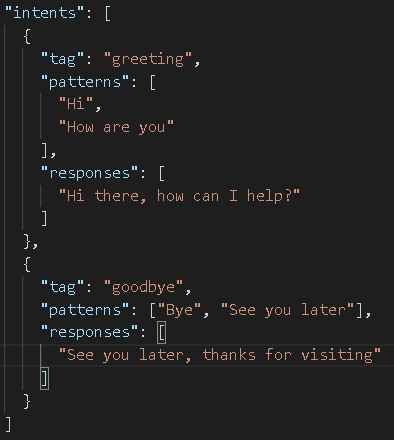 "intents": [
{
"tag": "greeting",
"patterns": [
"Hi",
"How are you"
],
"responses": [
"Hi there, how can I help?"
]
},
{
"tag": "goodbye",
"patterns": ["Bye", "See you later"],
"responses": [
"See you later, thanks for visiting"
]
}
]